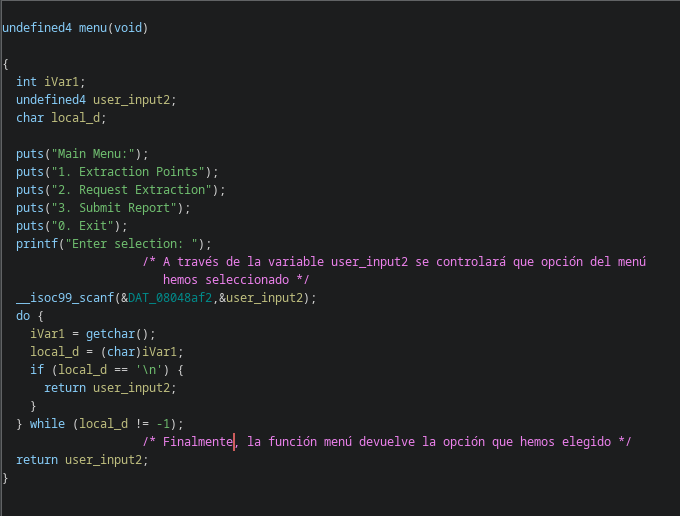 undefined4 menu(void)
{
int iVar1;
undefined4 user_input2;
char local_d;
puts("Main Menu:");
puts("1. Extraction Points");
puts("2. Request Extraction");
puts("3. Submit Report");
puts("0. Exit");
printf("Enter selection: ");
/* A través de la variable user_input2 se controlará que opción del menú
hemos seleccionado */
__isoc99_scanf(&DAT_08048af2,&user_input2);
do {
iVar1 = getchar();
local_d = (char)iVar1;
if (local_d == '\n') {
return user_input2;
}
} while (local_d != -1);
/* Finalmente, la función menú devuelve la opción que hemos elegido */
return user_input2;
}